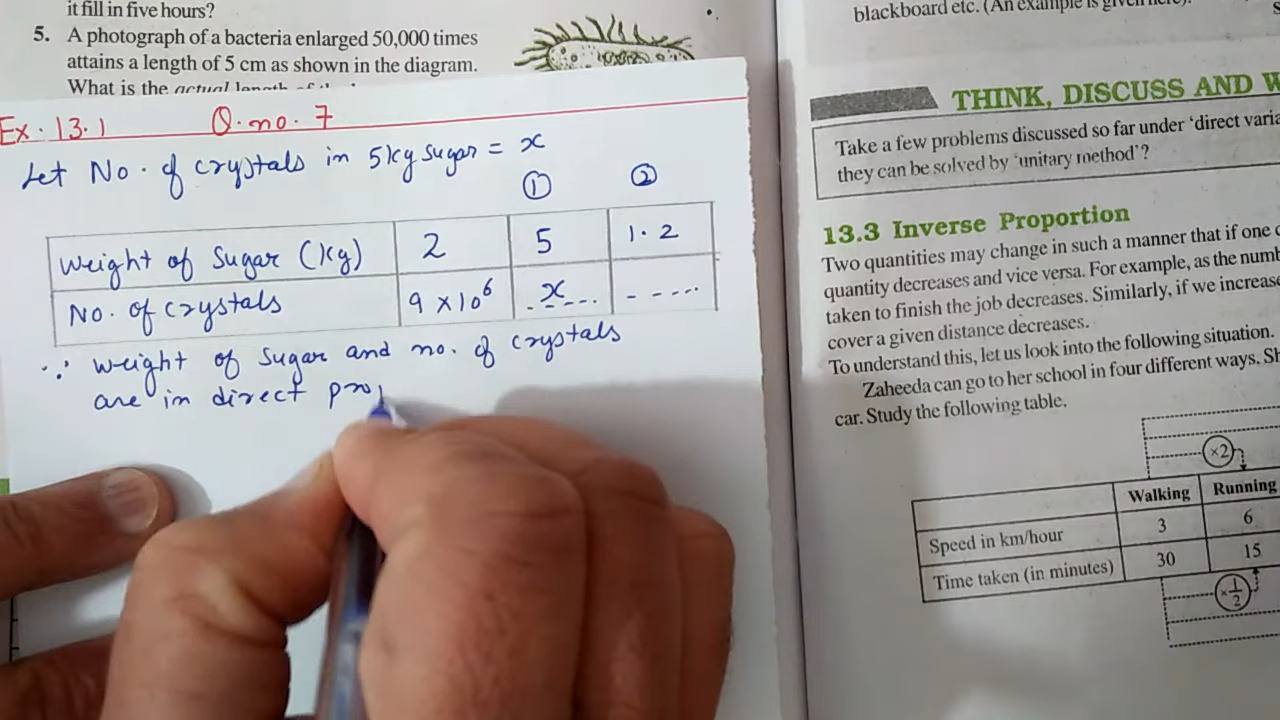 it fill in five hours?
5. A photograph of a bacteria enlarged 50,000 times
attains a length of 5 cm as shown in the diagram.
What is the actual length of
Ex. 13.1 Q. no. 7
Let No. of crystals in 5kg sugar = x
① ②
Weight of Sugar (kg) 2 5 1.2
No. of crystals 9 × 10⁶ x
∵ weight of sugar and no. of crystals
are in direct pro
blackboard etc. (An example is given here).
THINK, DISCUSS AND W
Take a few problems discussed so far under 'direct varia
they can be solved by 'unitary method'?
13.3 Inverse Proportion
Two quantities may change in such a manner that if one
quantity decreases and vice versa. For example, as the numb
taken to finish the job decreases. Similarly, if we increase
cover a given distance decreases.
To understand this, let us look into the following situation.
Zaheeda can go to her school in four different ways. Sh
car. Study the following table.
×2
Walking Running
Speed in km/hour 3 6
Time taken (in minutes) 30 15
×1/2